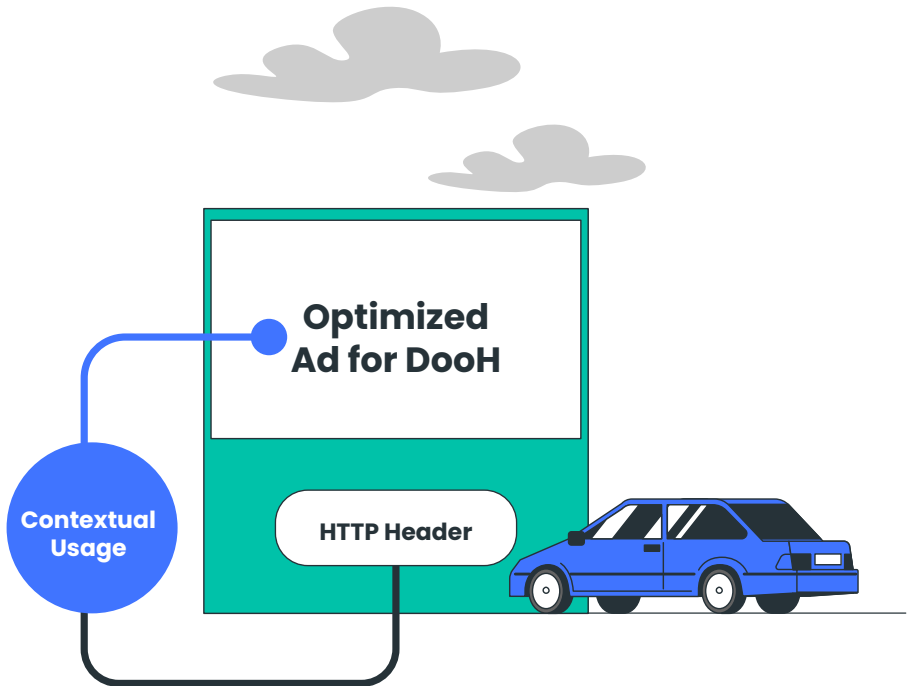 Optimized
Ad for DooH
Contextual
Usage
HTTP Header